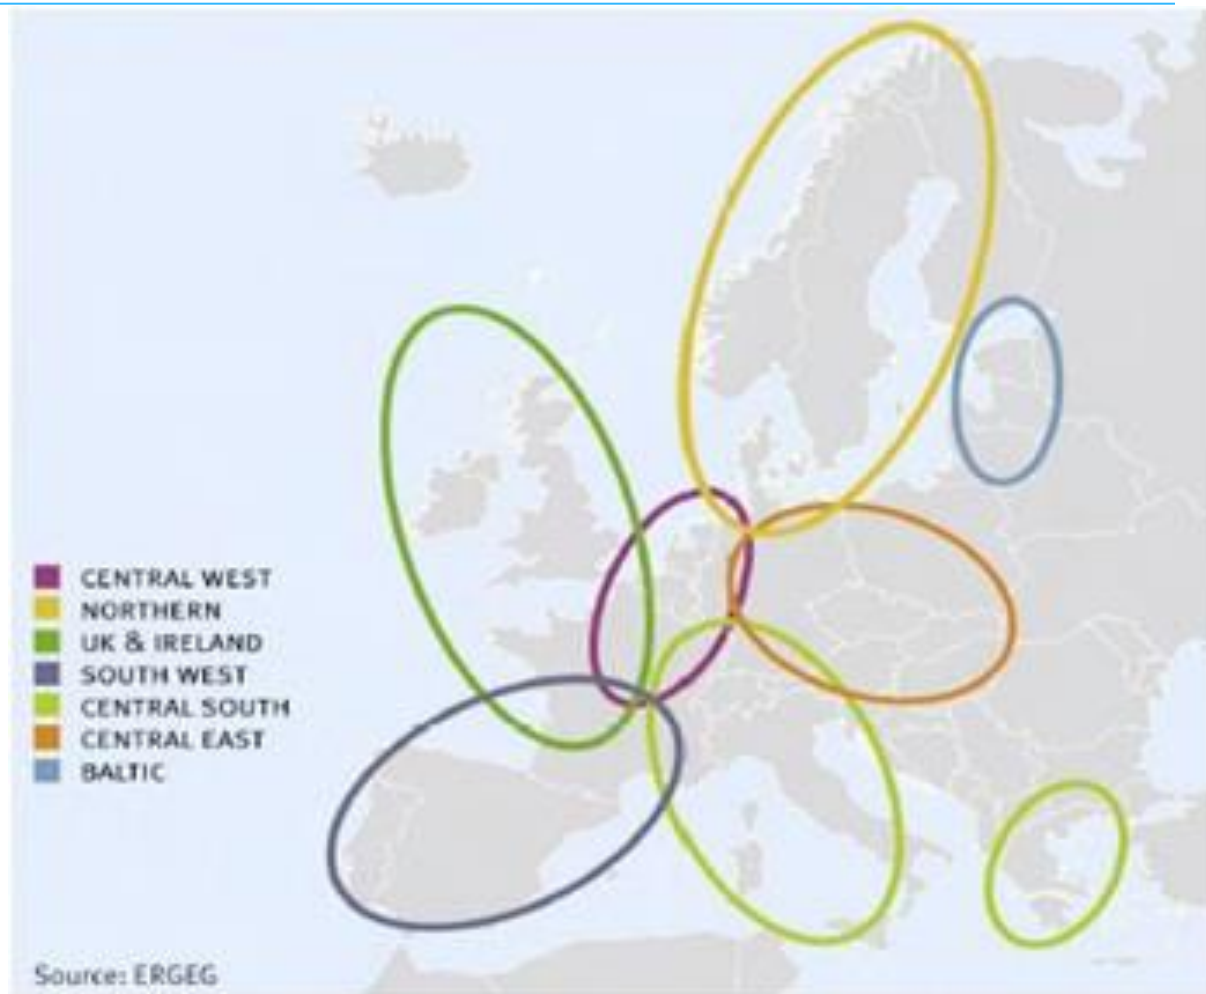 CENTRAL WEST
NORTHERN
UK & IRELAND
SOUTH WEST
CENTRAL SOUTH
CENTRAL EAST
BALTIC
Source: ERGEG